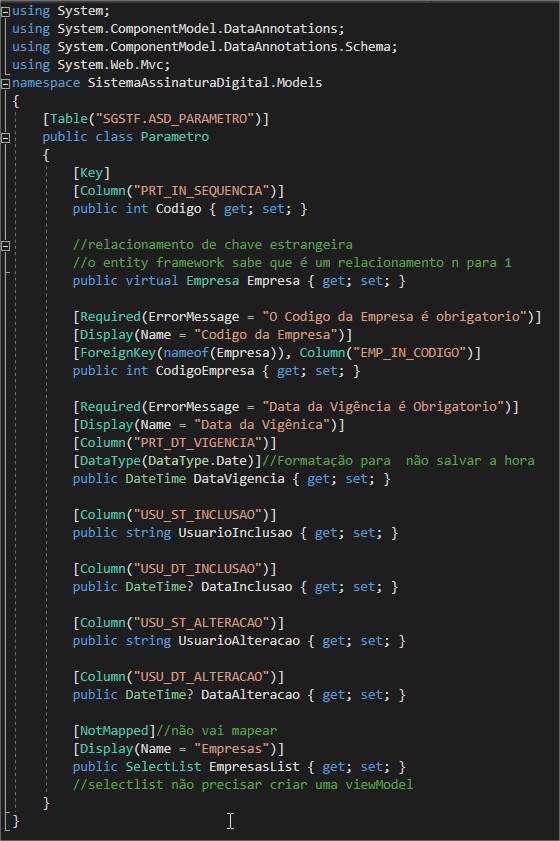 using System;
using System.ComponentModel.DataAnnotations;
using System.ComponentModel.DataAnnotations.Schema;
using System.Web.Mvc;
namespace SistemaAssinaturaDigital.Models
{
    [Table("SGSTF.ASD_PARAMETRO")]
    public class Parametro
    {
        [Key]
        [Column("PRT_IN_SEQUENCIA")]
        public int Codigo { get; set; }

        //relacionamento de chave estrangeira
        //o entity framework sabe que é um relacionamento n para 1
        public virtual Empresa Empresa { get; set; }

        [Required(ErrorMessage = "O Codigo da Empresa é obrigatorio")]
        [Display(Name = "Codigo da Empresa")]
        [ForeignKey(nameof(Empresa)), Column("EMP_IN_CODIGO")]
        public int CodigoEmpresa { get; set; }

        [Required(ErrorMessage = "Data da Vigência é Obrigatorio")]
        [Display(Name = "Data da Vigênica")]
        [Column("PRT_DT_VIGENCIA")]
        [DataType(DataType.Date)]//Formatação para  não salvar a hora
        public DateTime DataVigencia { get; set; }

        [Column("USU_ST_INCLUSAO")]
        public string UsuarioInclusao { get; set; }

        [Column("USU_DT_INCLUSAO")]
        public DateTime? DataInclusao { get; set; }

        [Column("USU_ST_ALTERACAO")]
        public string UsuarioAlteracao { get; set; }

        [Column("USU_DT_ALTERACAO")]
        public DateTime? DataAlteracao { get; set; }

        [NotMapped]//não vai mapear
        [Display(Name = "Empresas")]
        public SelectList EmpresasList { get; set; }
        //selectlist não precisar criar uma viewModel
    }
}